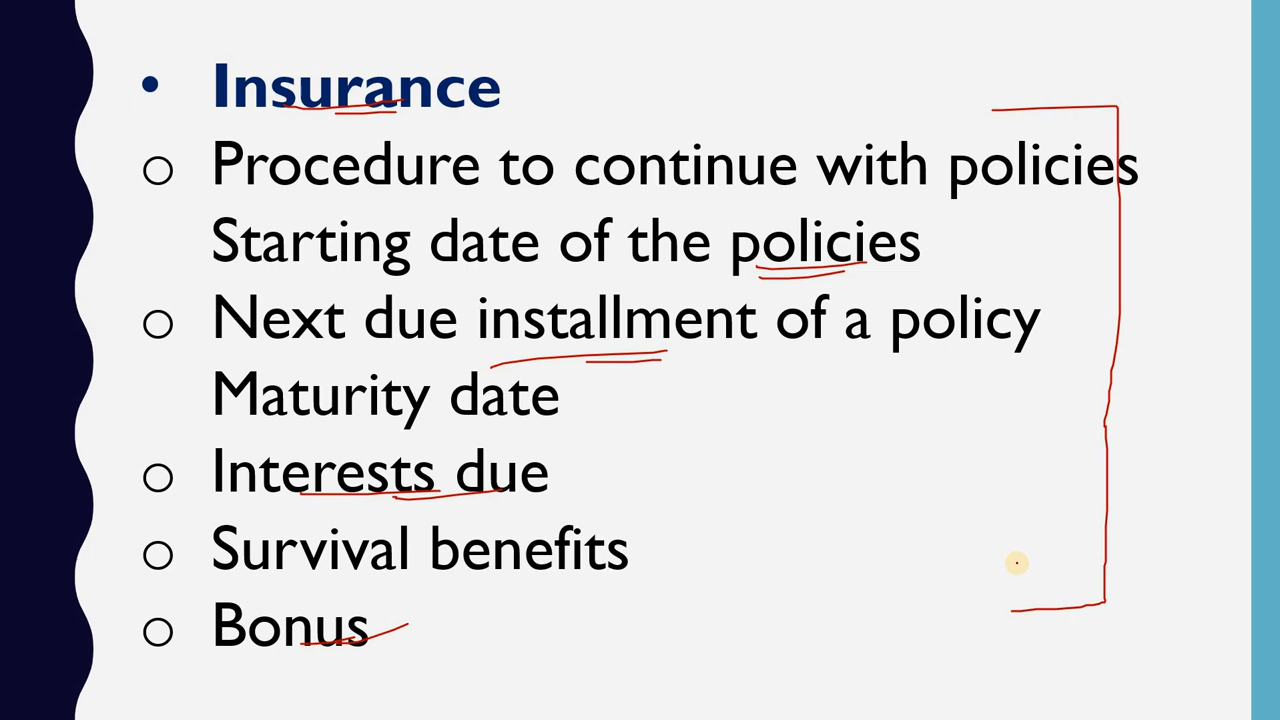 • Insurance
o Procedure to continue with policies
Starting date of the policies
o Next due installment of a policy
Maturity date
o Interests due
o Survival benefits
o Bonus